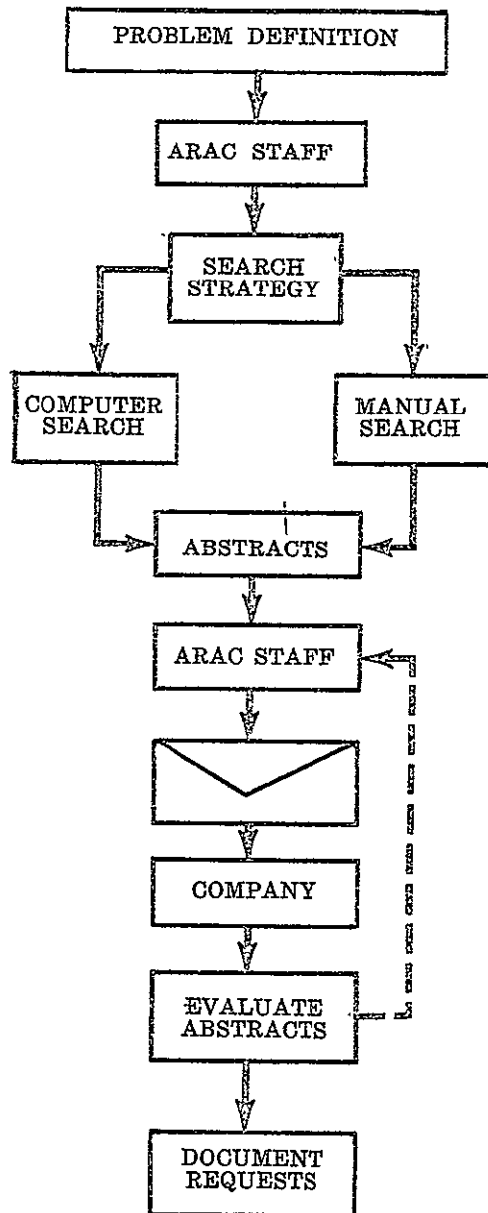 PROBLEM DEFINITION
ARAC STAFF
SEARCH
STRATEGY
COMPUTER
SEARCH
MANUAL
SEARCH
ABSTRACTS
ARAC STAFF
COMPANY
EVALUATE
ABSTRACTS
DOCUMENT
REQUESTS